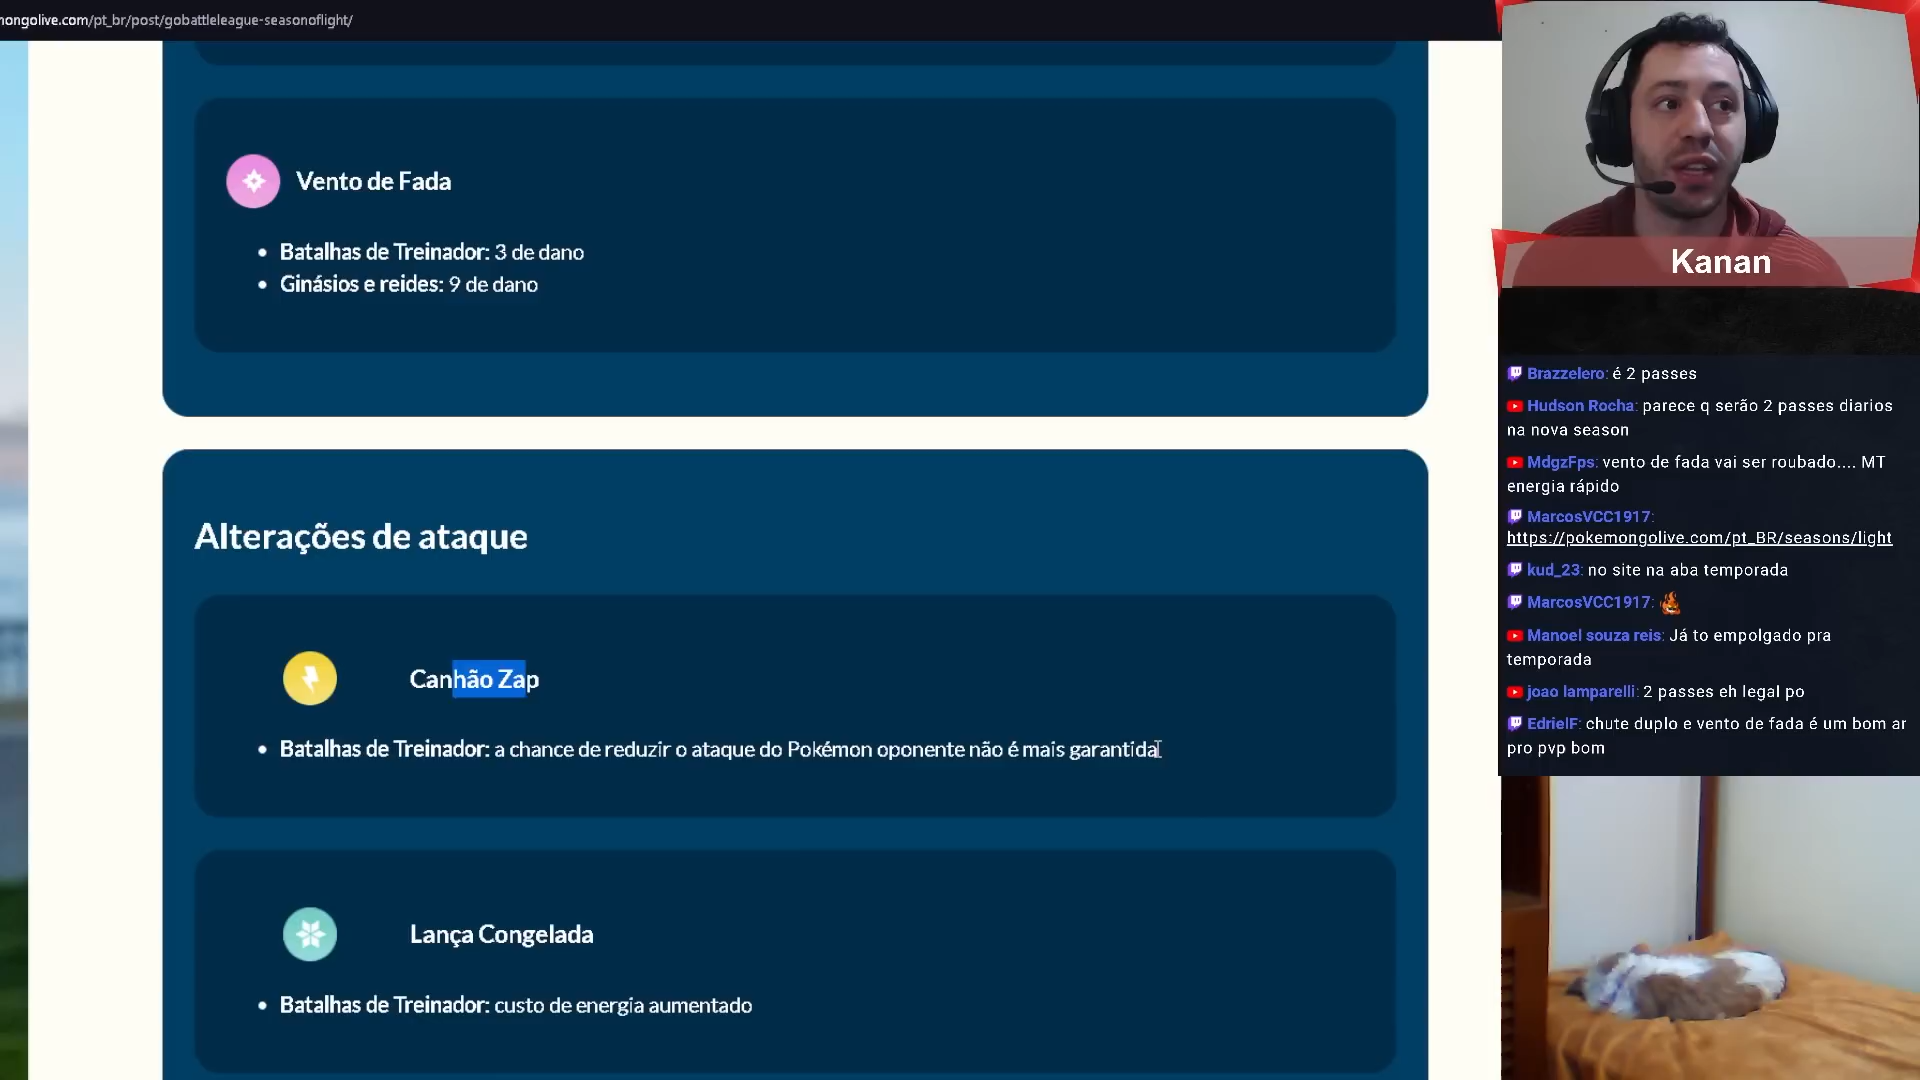 mongolive.com/pt_br/post/gobattleleague-seasonoflight/
Vento de Fada
Batalhas de Treinador: 3 de dano
Ginásios e reides: 9 de dano
Alterações de ataque
Canhão Zap
Batalhas de Treinador: a chance de reduzir o ataque do Pokémon oponente não é mais garantida
Lança Congelada
Batalhas de Treinador: custo de energia aumentado
Kanan
Brazzelero: é 2 passes
Hudson Rocha: parece q serão 2 passes diarios
na nova season
MdgzFps: vento de fada vai ser roubado.... MT
energia rápido
MarcosVCC1917:
https://pokemongolive.com/pt_BR/seasons/light
kud_23: no site na aba temporada
MarcosVCC1917:
Manoel souza reis: Já to empolgado pra
temporada
joao lamparelli: 2 passes eh legal po
EdrielF: chute duplo e vento de fada é um bom ar
pro pvp bom